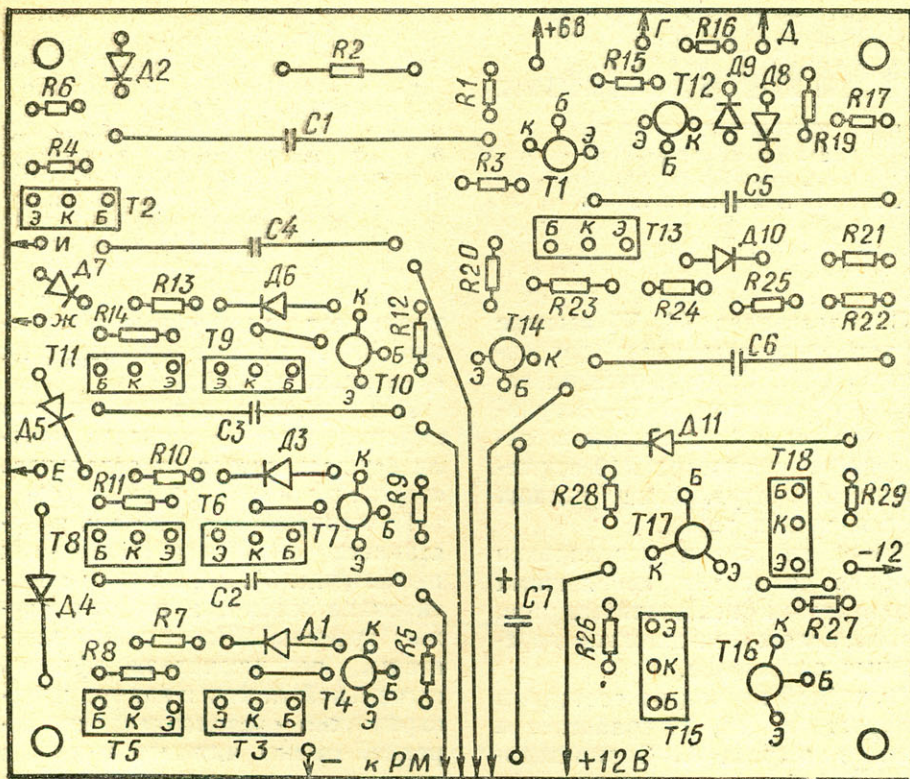 +6В Г R16 Д
Д2 R2 R15 Д9 Д8
R6 R1 T12 R17
Б Э К R19
C1 К Э Б
R4 R3 T1 C5
Э К Б T2 Б К Э T13
И C4 Д10 R21
Д7 R13 Д6 R20 R23 R24 R25 R22
Ж R14 К R12
T11 T9 Б T14 К C6
Б К Э Э К Б Э T10 Э Б
Д5 C3 Д11
Е R10 Д3 К T18
R11 T6 R9 R28 Б Б R29
T8 Б T17 К
Б К Э Э К Б T7 Э К Э Э -12
Д4 C2 + C7
R7 Д1 R5 R26 Э R27
R8 К К T16 К
T4 Б Б
Б К Э Э К Б Э Б Э
T5 T3 T15
- к РМ +12В